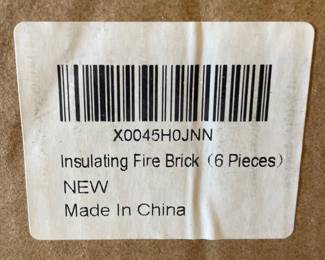 X0045H0JNN
Insulating Fire Brick（6 Pieces）
NEW
Made In China